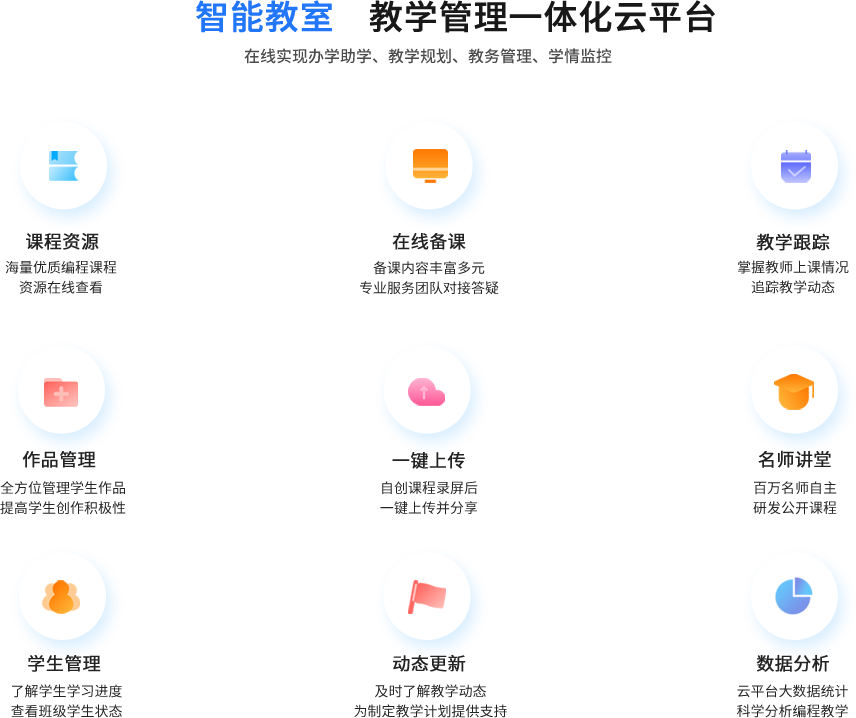 智能教室 教学管理一体化云平台
在线实现办学助学、教学规划、教务管理、学情监控
课程资源
海量优质编程课程
资源在线查看
在线备课
备课内容丰富多元
专业服务团队对接答疑
教学跟踪
掌握教师上课情况
追踪教学动态
作品管理
全方位管理学生作品
提高学生创作积极性
一键上传
自创课程录屏后
一键上传并分享
名师讲堂
百万名师自主
研发公开课程
学生管理
了解学生学习进度
查看班级学生状态
动态更新
及时了解教学动态
为制定教学计划提供支持
数据分析
云平台大数据统计
科学分析编程教学